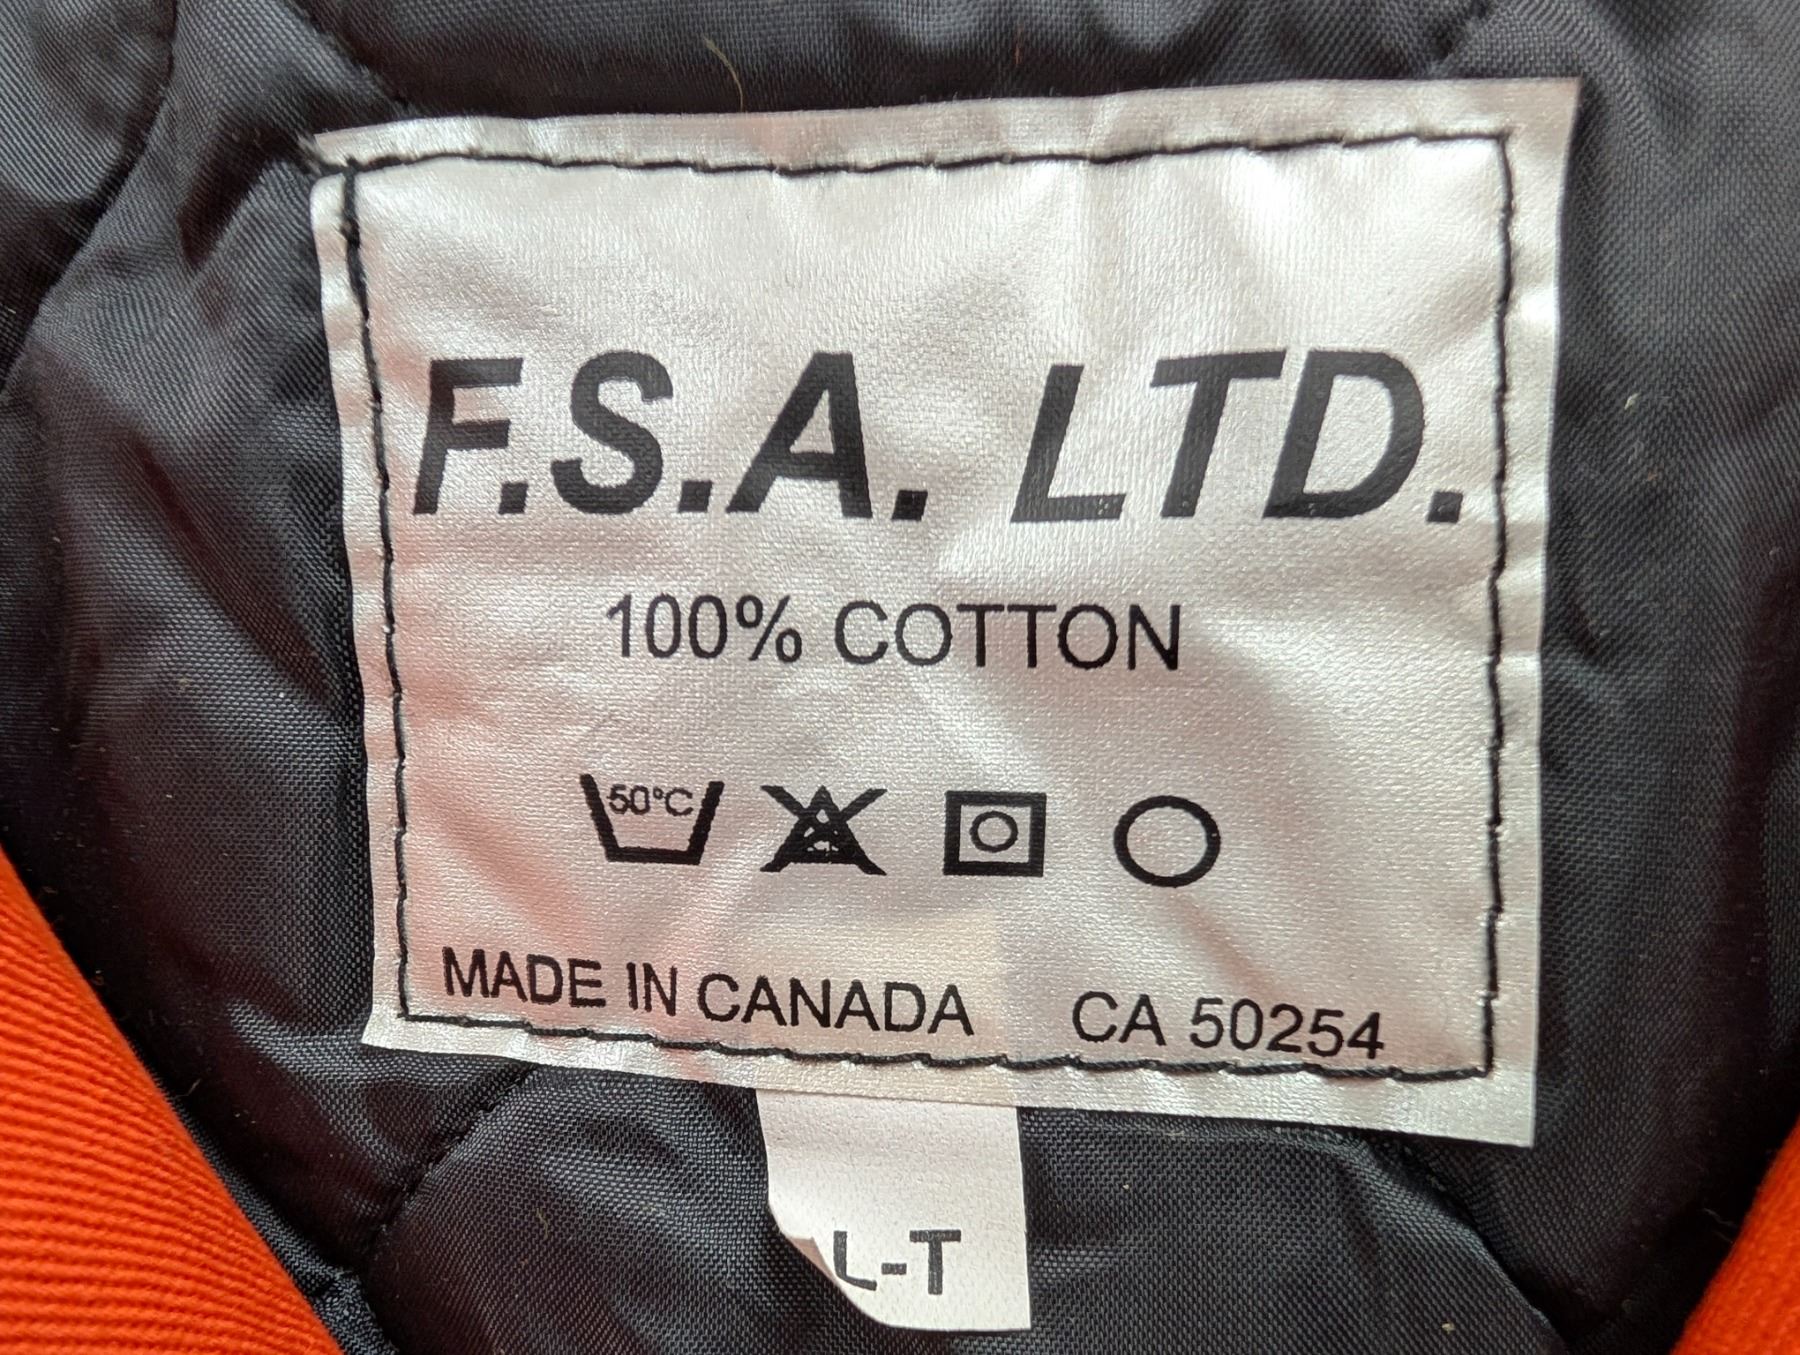 F.S.A. LTD.
100% COTTON
50°C
MADE IN CANADA CA 50254
L-T